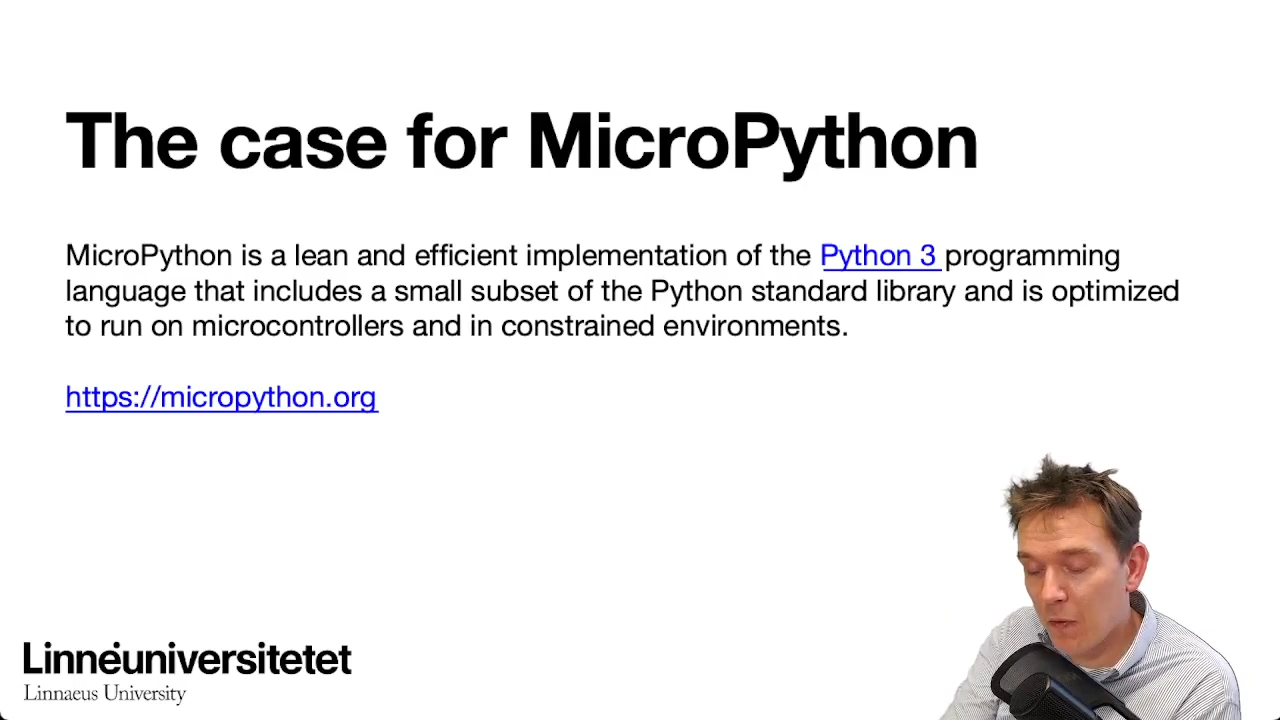 The case for MicroPython
MicroPython is a lean and efficient implementation of the Python 3 programming
language that includes a small subset of the Python standard library and is optimized
to run on microcontrollers and in constrained environments.
https://micropython.org
Linnéuniversitetet
Linnaeus University